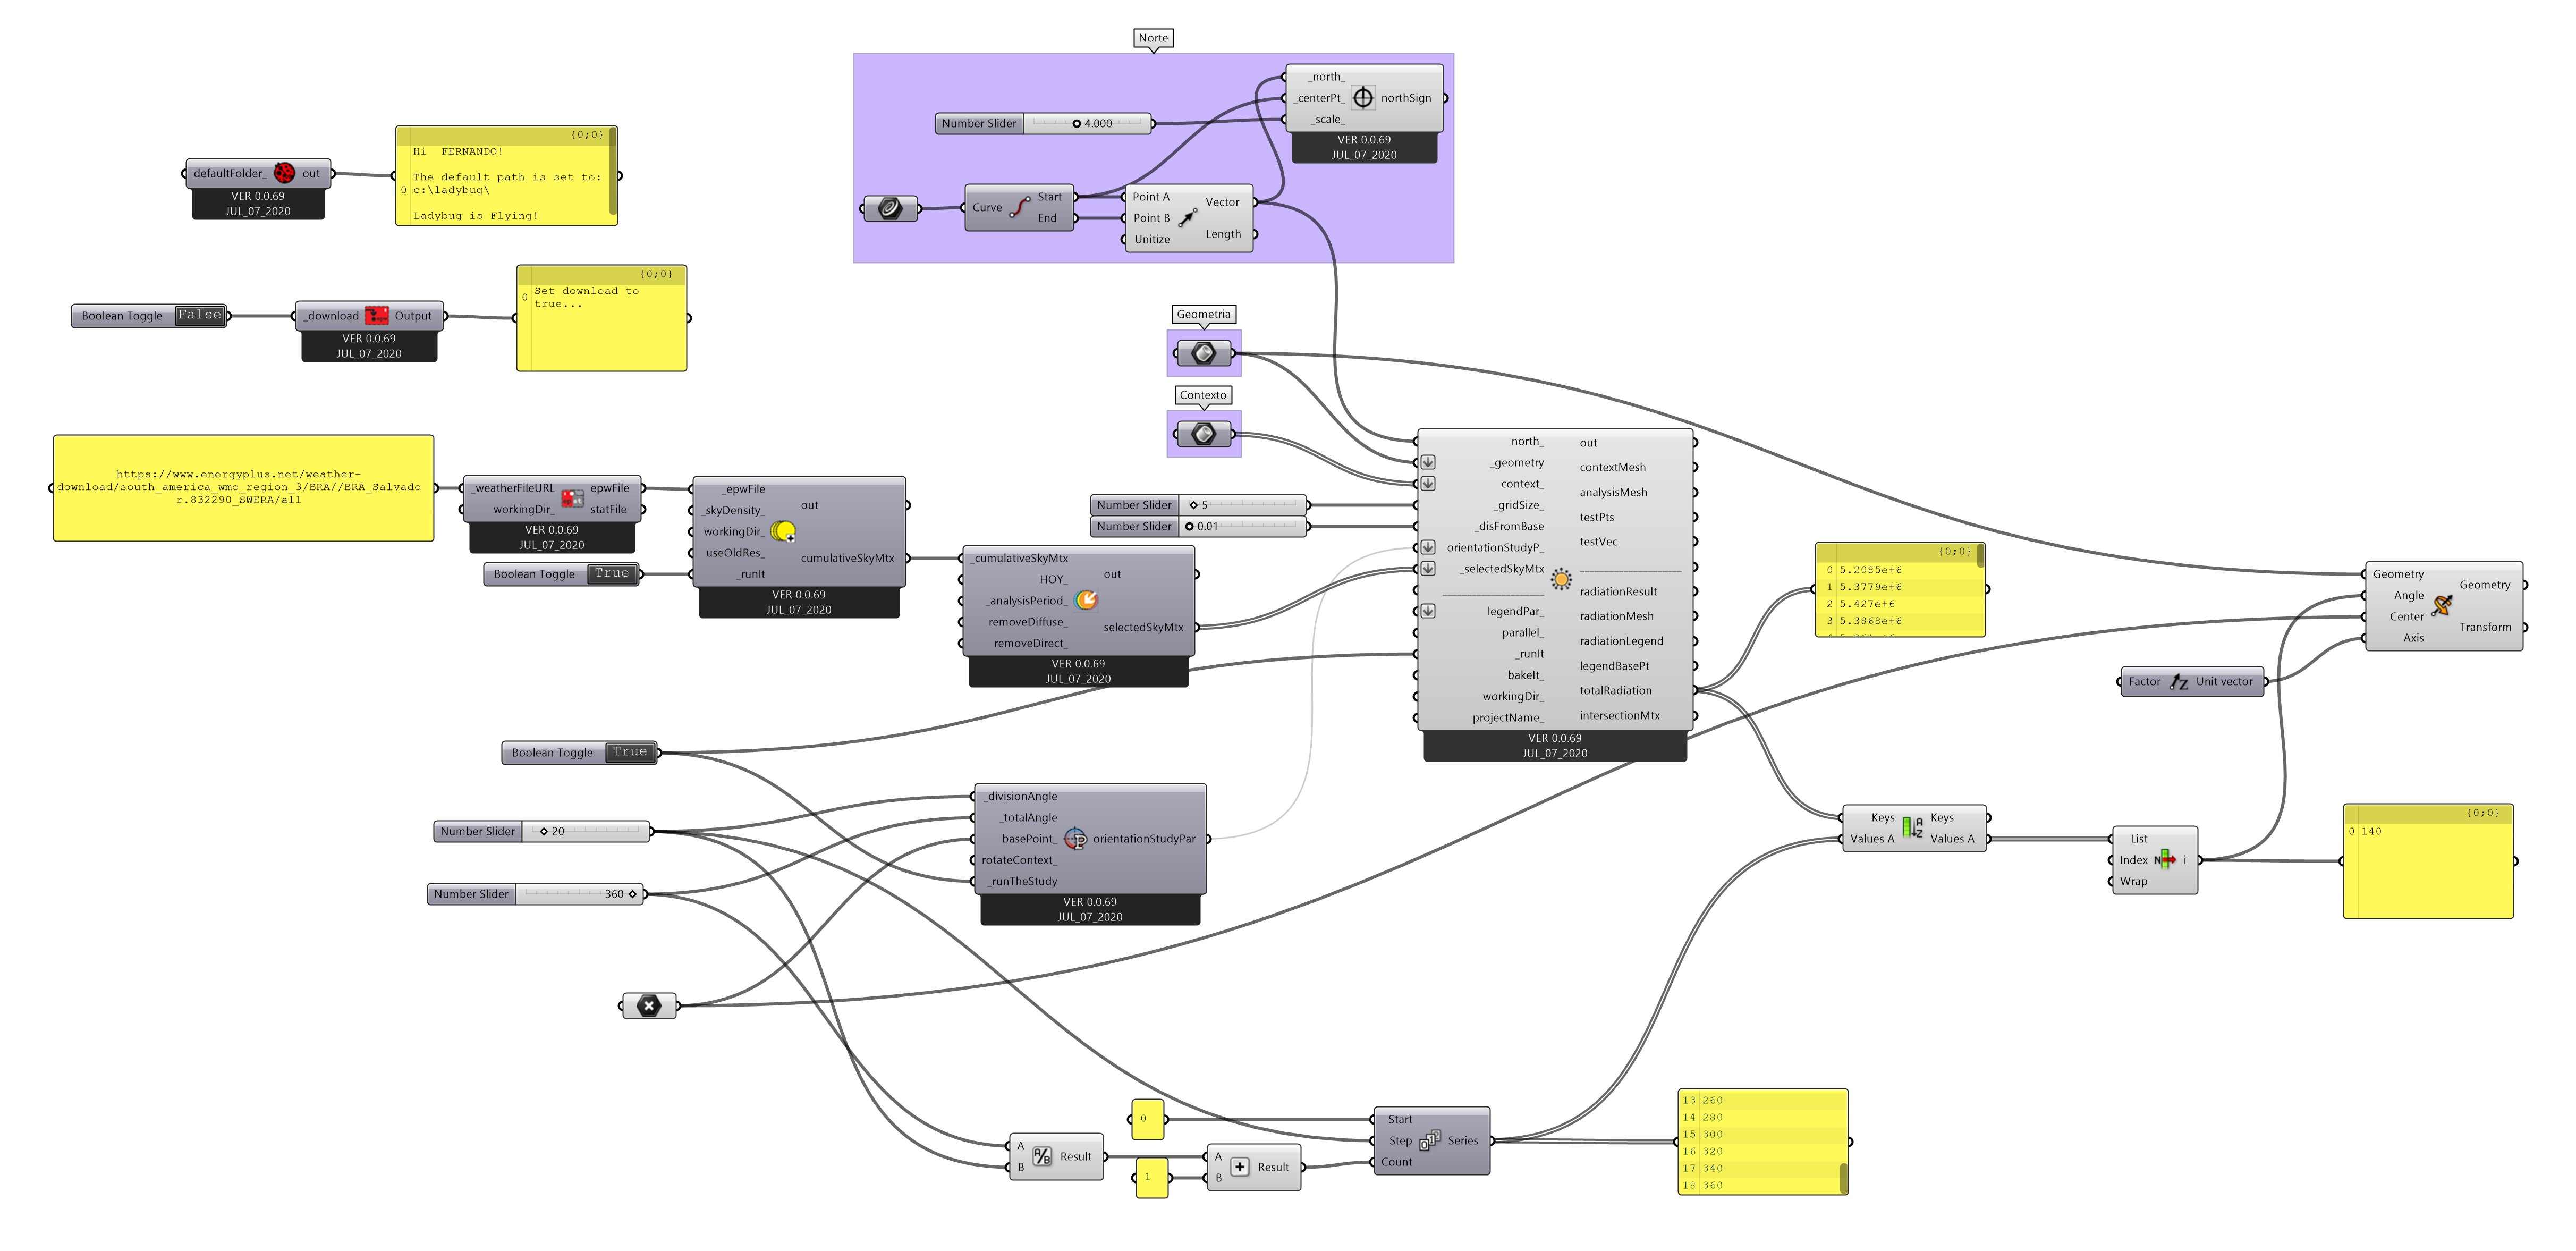 Norte
_north_
_centerPt_
_scale_
northSign
VER 0.0.69
JUL_07_2020
Number Slider
4.000
Curve
Start
End
Point A
Point B
Unitize
Vector
Length
defaultFolder_
out
VER 0.0.69
JUL_07_2020
{0;0}
Hi  FERNANDO!
The default path is set to:
0
c:\ladybug\
Ladybug is Flying!
Boolean Toggle
False
_download
Output
VER 0.0.69
JUL_07_2020
{0;0}
0
Set download to
true...
Geometria
Contexto
https://www.energyplus.net/weather-
download/south_america_wmo_region_3/BRA//BRA_Salvado
r.832290_SWERA/all
_weatherFileURL
workingDir_
epwFile
statFile
VER 0.0.69
JUL_07_2020
Boolean Toggle
True
_epwFile
_skyDensity_
workingDir_
useOldRes_
_runIt
out
cumulativeSkyMtx
VER 0.0.69
JUL_07_2020
_cumulativeSkyMtx
HOY_
_analysisPeriod_
removeDiffuse_
removeDirect_
out
selectedSkyMtx
VER 0.0.69
JUL_07_2020
Number Slider
5
Number Slider
0.01
north_
_geometry
context_
_gridSize_
_disFromBase
orientationStudyP_
_selectedSkyMtx
____________________
legendPar_
parallel_
_runIt
bakeIt_
workingDir_
projectName_
out
contextMesh
analysisMesh
testPts
testVec
____________________
radiationResult
radiationMesh
radiationLegend
legendBasePt
totalRadiation
intersectionMtx
VER 0.0.69
JUL_07_2020
{0;0}
0 5.2085e+6
1 5.3779e+6
2 5.427e+6
3 5.3868e+6
Geometry
Angle
Center
Axis
Geometry
Transform
Factor
Unit vector
Boolean Toggle
True
Number Slider
20
Number Slider
360
_divisionAngle
_totalAngle
basePoint_
rotateContext_
_runTheStudy
orientationStudyPar
VER 0.0.69
JUL_07_2020
Keys
Values A
Keys
Values A
List
Index
Wrap
i
{0;0}
0 140
A
B
Result
0
1
A
B
Result
Start
Step
Count
Series
13 260
14 280
15 300
16 320
17 340
18 360